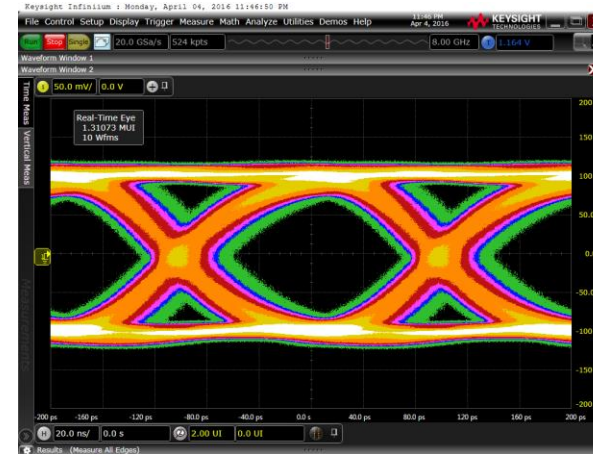 Keysight Infiniium : Monday, April 04, 2016 11:46:50 PM
File Control Setup Display Trigger Measure Math Analyze Utilities Demos Help
11:46 PM
Apr 4, 2016
KEYSIGHT
TECHNOLOGIES
Run Stop Single 20.0 GSa/s 524 kpts 8.00 GHz 1.164 V
Waveform Window 1
Waveform Window 2
1 50.0 mV/ 0.0 V
Time Meas
Vertical Meas
Real-Time Eye
1.31073 MUI
10 Wfms
200
150
100
50.0
0.0
-150
-200
-200 ps -160 ps -120 ps -80.0 ps -40.0 ps 0.0 s 40.0 ps 80.0 ps 120 ps 160 ps 200 ps
H 20.0 ns/ 0.0 s 2.00 UI 0.0 UI
Results (Measure All Edges)